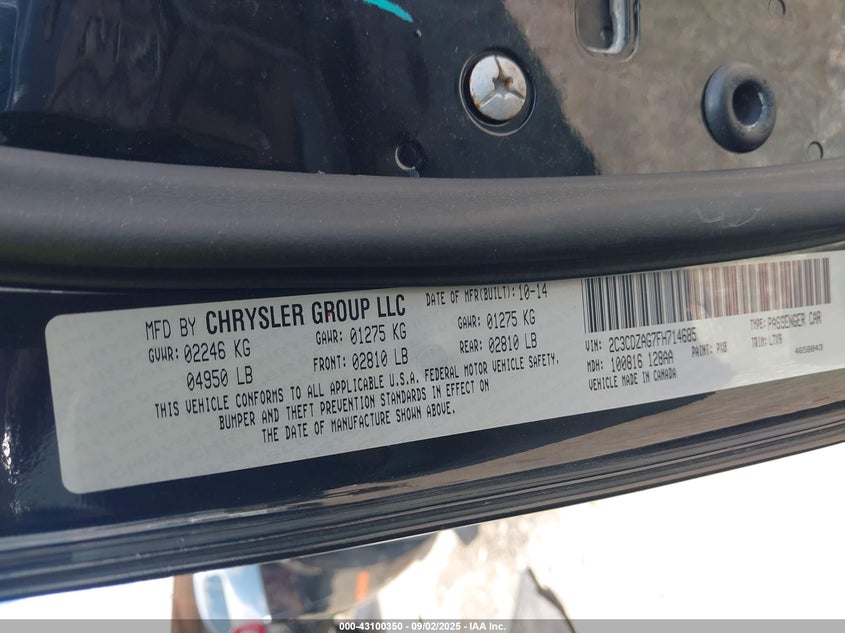 MFD BY CHRYSLER GROUP LLC
DATE OF MFR(BUILT): 10-14
GVWR: 02246 KG
GAWR: 01275 KG
GAWR: 01275 KG
04950 LB
FRONT: 02810 LB
REAR: 02810 LB
THIS VEHICLE CONFORMS TO ALL APPLICABLE U.S.A. FEDERAL MOTOR VEHICLE SAFETY,
BUMPER AND THEFT PREVENTION STANDARDS IN EFFECT ON
THE DATE OF MANUFACTURE SHOWN ABOVE.
VIN: 2C3CDZAG7FH714685
TYPE: PASSENGER CAR
MDH: 100816 128AA
PAINT: PX8
TRIM: L7X9
VEHICLE MADE IN CANADA
4658843
000-43100350 - 09/02/2025 - IAA Inc.